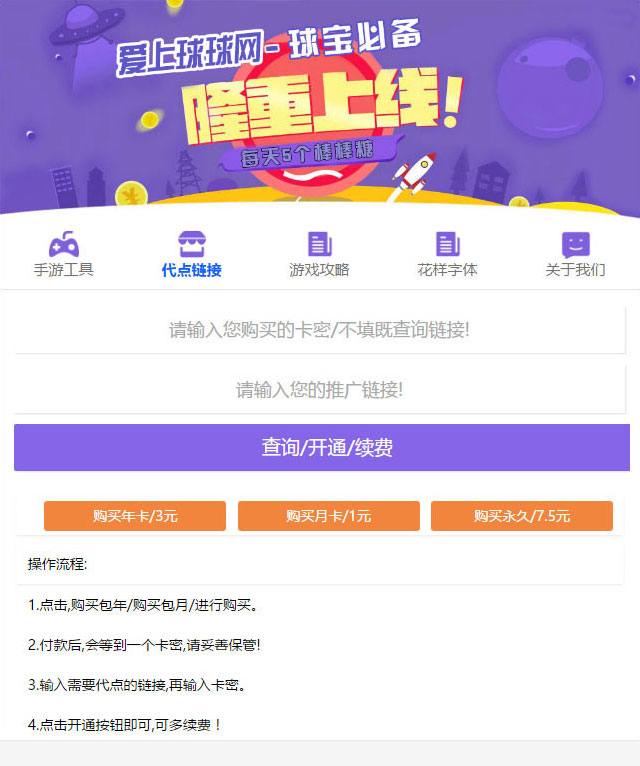 爱上球球网-球宝必备
隆重上线!
每天5个棒棒糖
手游工具 代点链接 游戏攻略 花样字体 关于我们
请输入您购买的卡密/不填既查询链接!
请输入您的推广链接!
查询/开通/续费
购买年卡/3元 购买月卡/1元 购买永久/7.5元
操作流程:
1.点击,购买包年/购买包月/进行购买。
2.付款后,会等到一个卡密,请妥善保管!
3.输入需要代点的链接,再输入卡密。
4.点击开通按钮即可,可多续费！